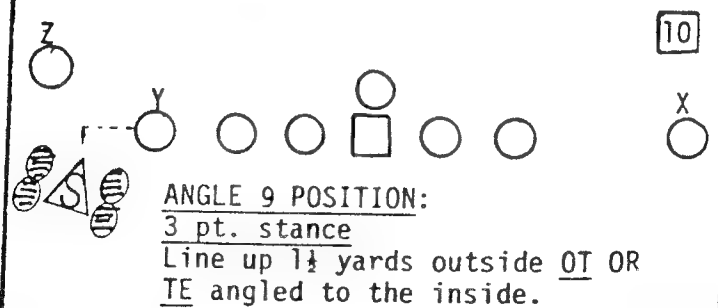 Z
10
Y
X
S
ANGLE 9 POSITION:
3 pt. stance
Line up 1½ yards outside OT OR
TE angled to the inside.